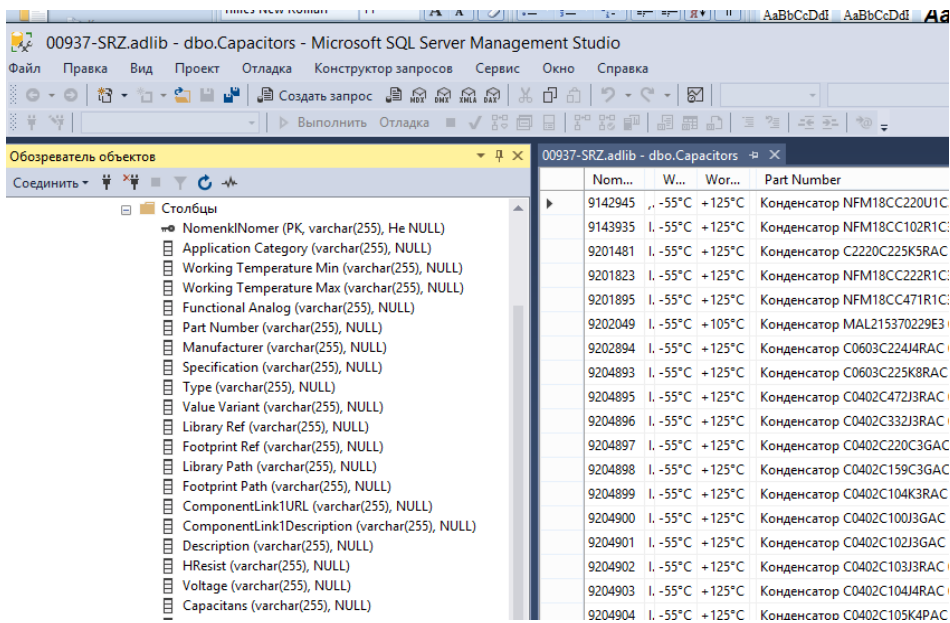 AaBbCcDdI AaBbCcDdI
00937-SRZ.adlib - dbo.Capacitors - Microsoft SQL Server Management Studio
Файл Правка Вид Проект Отладка Конструктор запросов Сервис Окно Справка
Создать запрос MDX DMX XMLA DAX
Выполнить Отладка
Обозреватель объектов
00937-SRZ.adlib - dbo.Capacitors
Соединить
Nom... W... Wor... Part Number
Столбцы
NomenklNomer (PK, varchar(255), Не NULL)
Application Category (varchar(255), NULL)
Working Temperature Min (varchar(255), NULL)
Working Temperature Max (varchar(255), NULL)
Functional Analog (varchar(255), NULL)
Part Number (varchar(255), NULL)
Manufacturer (varchar(255), NULL)
Specification (varchar(255), NULL)
Type (varchar(255), NULL)
Value Variant (varchar(255), NULL)
Library Ref (varchar(255), NULL)
Footprint Ref (varchar(255), NULL)
Library Path (varchar(255), NULL)
Footprint Path (varchar(255), NULL)
ComponentLink1URL (varchar(255), NULL)
ComponentLink1Description (varchar(255), NULL)
Description (varchar(255), NULL)
HResist (varchar(255), NULL)
Voltage (varchar(255), NULL)
Capacitans (varchar(255), NULL)
9142945 -55°C +125°C Конденсатор NFM18CC220U1C
9143935 -55°C +125°C Конденсатор NFM18CC102R1C
9201481 -55°C +125°C Конденсатор C2220C225K5RAC
9201823 -55°C +125°C Конденсатор NFM18CC222R1C
9201895 -55°C +125°C Конденсатор NFM18CC471R1C
9202049 -55°C +105°C Конденсатор MAL215370229E3
9202894 -55°C +125°C Конденсатор C0603C224J4RAC
9204893 -55°C +125°C Конденсатор C0603C225K8RAC
9204895 -55°C +125°C Конденсатор C0402C472J3RAC
9204896 -55°C +125°C Конденсатор C0402C332J3RAC
9204897 -55°C +125°C Конденсатор C0402C220C3GAC
9204898 -55°C +125°C Конденсатор C0402C159C3GAC
9204899 -55°C +125°C Конденсатор C0402C104K3RAC
9204900 -55°C +125°C Конденсатор C0402C100J3GAC
9204901 -55°C +125°C Конденсатор C0402C102J3GAC
9204902 -55°C +125°C Конденсатор C0402C103J3RAC
9204903 -55°C +125°C Конденсатор C0402C104J4RAC
9204904 -55°C +125°C Конденсатор C0402C105K4PAC